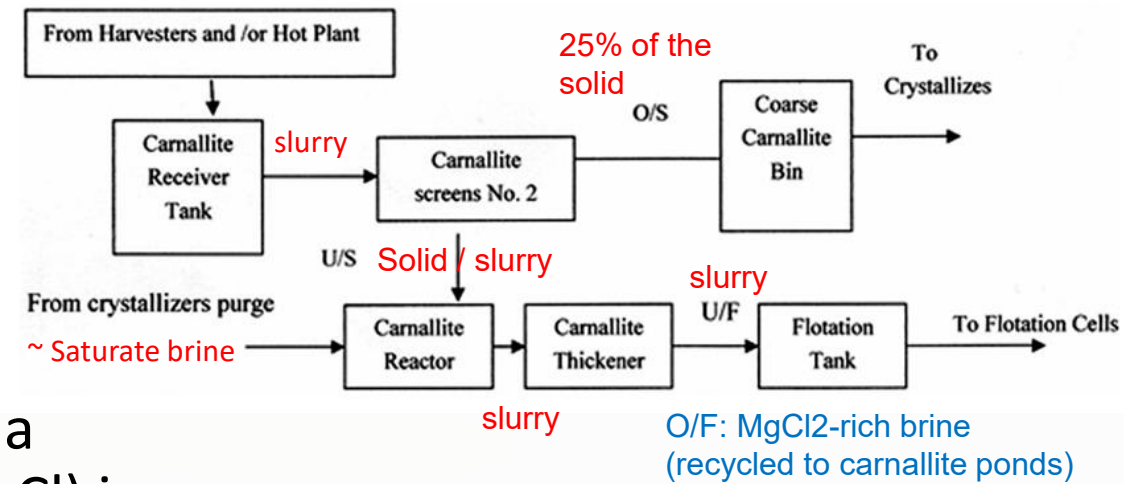 From Harvesters and /or Hot Plant
25% of the
solid
To
Crystallizes
O/S
Coarse
Carnallite
Bin
Carnallite
Receiver
Tank
slurry
Carnallite
screens No. 2
U/S
Solid / slurry
slurry
From crystallizers purge
~ Saturate brine
Carnallite
Reactor
Carnallite
Thickener
U/F
Flotation
Tank
To Flotation Cells
slurry
a
O/F: MgCl2-rich brine
(recycled to carnallite ponds)